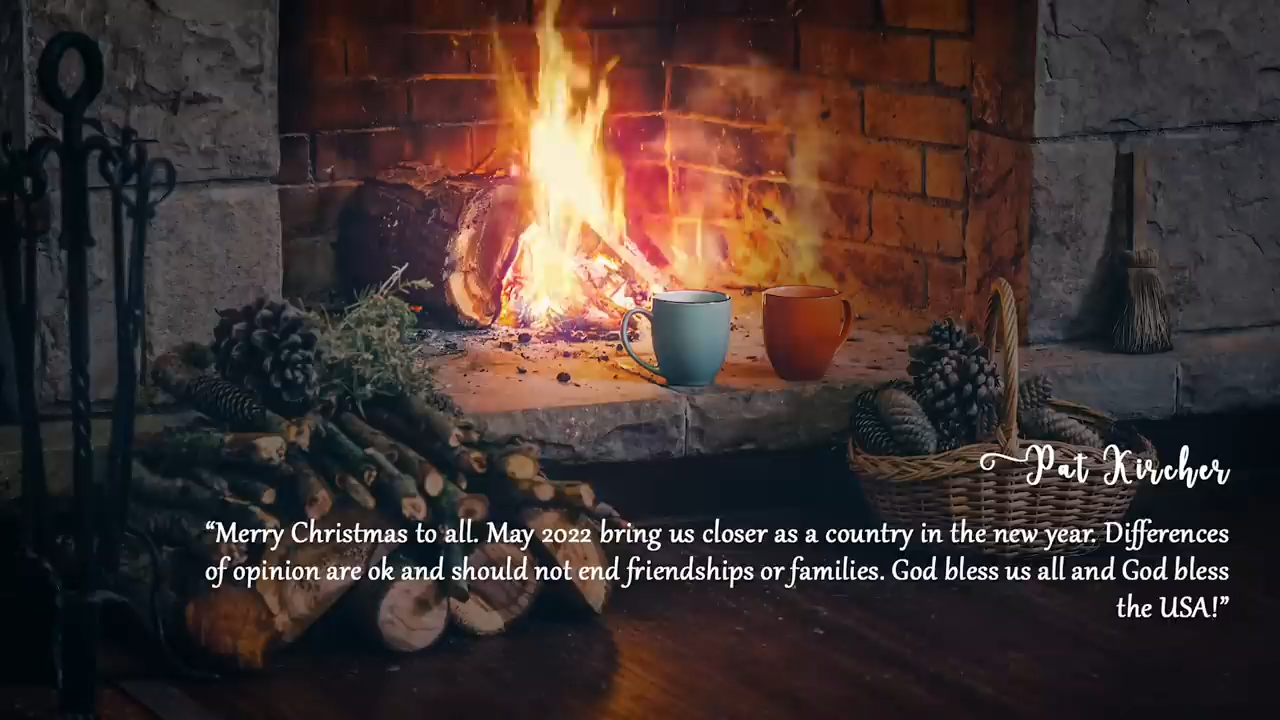 Pat Kircher
“Merry Christmas to all. May 2022 bring us closer as a country in the new year. Differences
of opinion are ok and should not end friendships or families. God bless us all and God bless
the USA!”